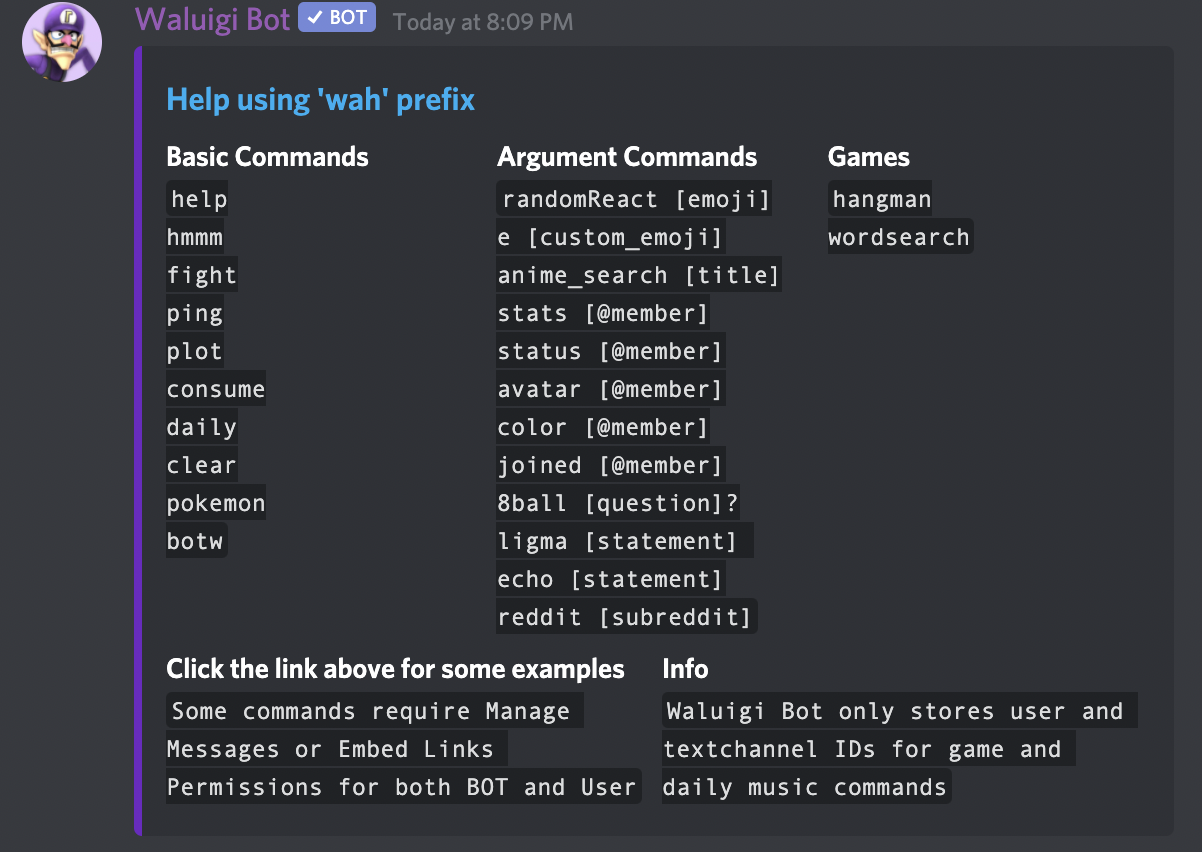 Waluigi Bot ✓ BOT Today at 8:09 PM
Help using 'wah' prefix
Basic Commands
help
hmmm
fight
ping
plot
consume
daily
clear
pokemon
botw
Argument Commands
randomReact [emoji]
e [custom_emoji]
anime_search [title]
stats [@member]
status [@member]
avatar [@member]
color [@member]
joined [@member]
8ball [question]?
ligma [statement]
echo [statement]
reddit [subreddit]
Games
hangman
wordsearch
Click the link above for some examples
Some commands require Manage
Messages or Embed Links
Permissions for both BOT and User
Info
Waluigi Bot only stores user and
textchannel IDs for game and
daily music commands